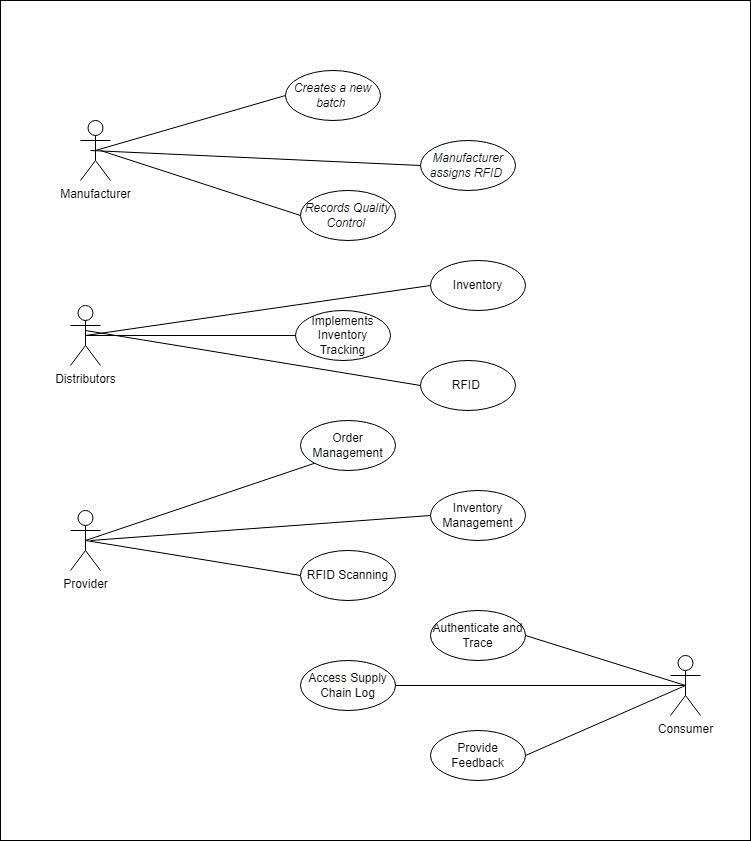 Creates a new
batch
Manufacturer
Manufacturer
assigns RFID
Records Quality
Control
Inventory
Implements
Inventory
Tracking
Distributors
RFID
Order
Management
Inventory
Management
Provider
RFID Scanning
Authenticate and
Trace
Access Supply
Chain Log
Consumer
Provide
Feedback